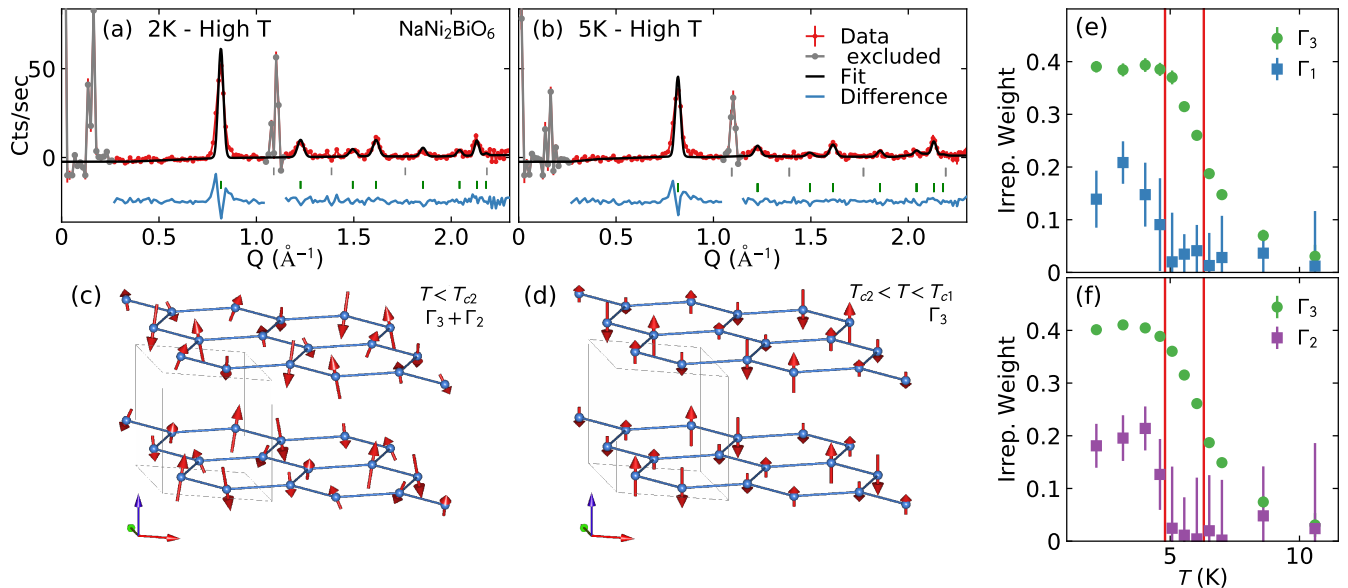 (a) 2K - High T NaNi₂BiO₆
Cts/sec
50
0
0 0.5 1.0 1.5 2.0
Q (Å⁻¹)
(b) 5K - High T
Data
excluded
Fit
Difference
0 0.5 1.0 1.5 2.0
Q (Å⁻¹)
(c)
T < T_c2
Γ₃ + Γ₂
(d)
T_c2 < T < T_c1
Γ₃
(e)
Γ₃
Γ₁
Irrep. Weight
0.4
0.3
0.2
0.1
0
(f)
Γ₃
Γ₂
Irrep. Weight
0.4
0.3
0.2
0.1
0
5 10
T (K)